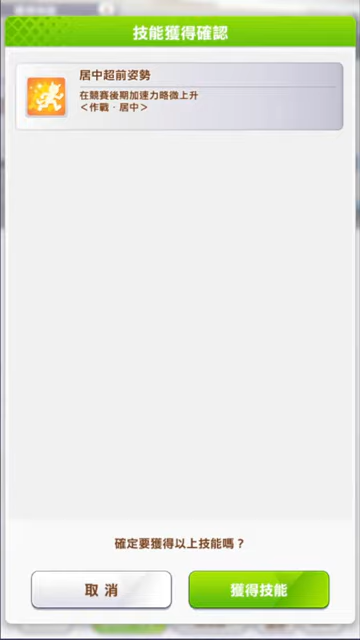 技能獲得確認
居中超前姿勢
在競賽後期加速力略微上升
＜作戰‧居中＞
確定要獲得以上技能嗎？
取消
獲得技能